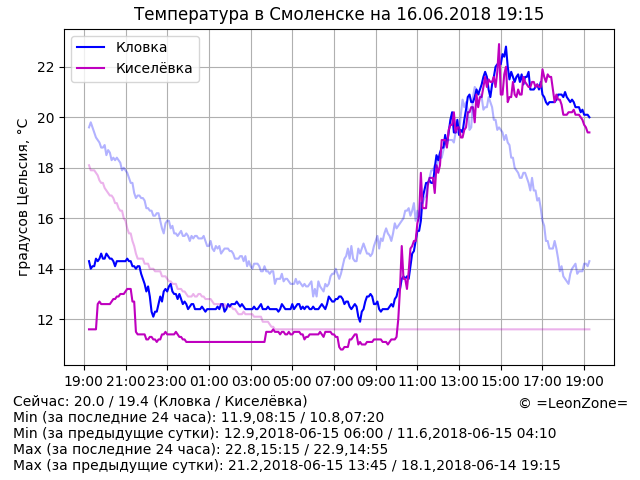 Температура в Смоленске на 16.06.2018 19:15
Кловка
Киселёвка
градусов Цельсия, °C
22
20
18
16
14
12
19:00 21:00 23:00 01:00 03:00 05:00 07:00 09:00 11:00 13:00 15:00 17:00 19:00
Сейчас: 20.0 / 19.4 (Кловка / Киселёвка)
© =LeonZone=
Min (за последние 24 часа): 11.9,08:15 / 10.8,07:20
Min (за предыдущие сутки): 12.9,2018-06-15 06:00 / 11.6,2018-06-15 04:10
Max (за последние 24 часа): 22.8,15:15 / 22.9,14:55
Max (за предыдущие сутки): 21.2,2018-06-15 13:45 / 18.1,2018-06-14 19:15